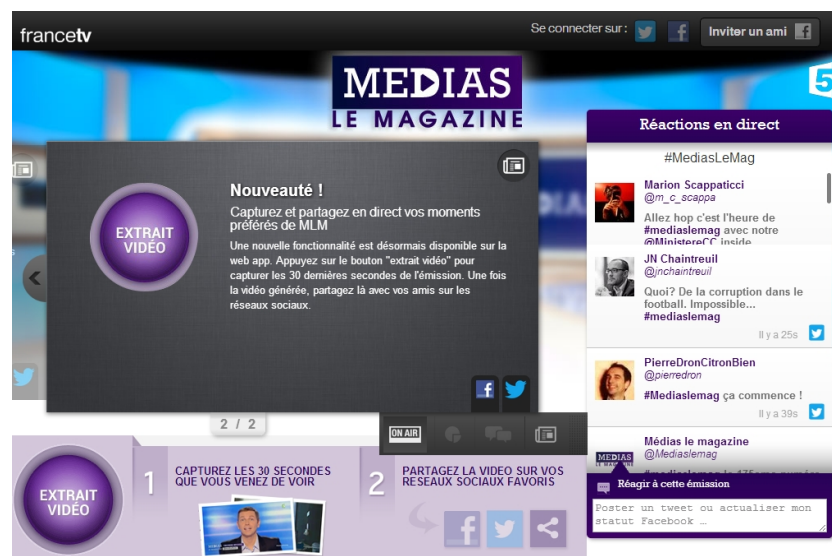 francetv
Se connecter sur :
Inviter un ami
MEDIAS
LE MAGAZINE
5
EXTRAIT
VIDÉO
Nouveauté !
Capturez et partagez en direct vos moments
préférés de MLM
Une nouvelle fonctionnalité est désormais disponible sur la
web app. Appuyez sur le bouton "extrait vidéo" pour
capturer les 30 dernières secondes de l'émission. Une fois
la vidéo générée, partagez là avec vos amis sur les
réseaux sociaux.
2 / 2
ON AIR
Réactions en direct
#MediasLeMag
Marion Scappaticci
@m_c_scappa
Allez hop c'est l'heure de
#mediaslemag avec notre
@MinistereCC inside
JN Chaintreuil
@jnchaintreuil
Quoi? De la corruption dans le
football. Impossible...
#mediaslemag
Il y a 25s
PierreDronCitronBien
@pierredron
#Mediaslemag ça commence !
Il y a 39s
MEDIAS
LE MAGAZINE
Médias le magazine
@Mediaslemag
Réagir à cette émission
Poster un tweet ou actualiser mon
statut Facebook …
EXTRAIT
VIDÉO
1
CAPTUREZ LES 30 SECONDES
QUE VOUS VENEZ DE VOIR
2
PARTAGEZ LA VIDEO SUR VOS
RESEAUX SOCIAUX FAVORIS